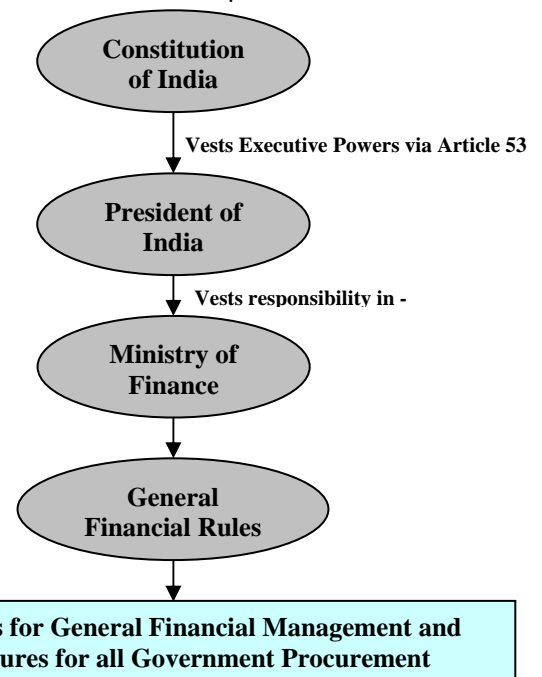 Constitution
of India
Vests Executive Powers via Article 53
President of
India
Vests responsibility in -
Ministry of
Finance
General
Financial Rules
for General Financial Management and
for all Government Procurement